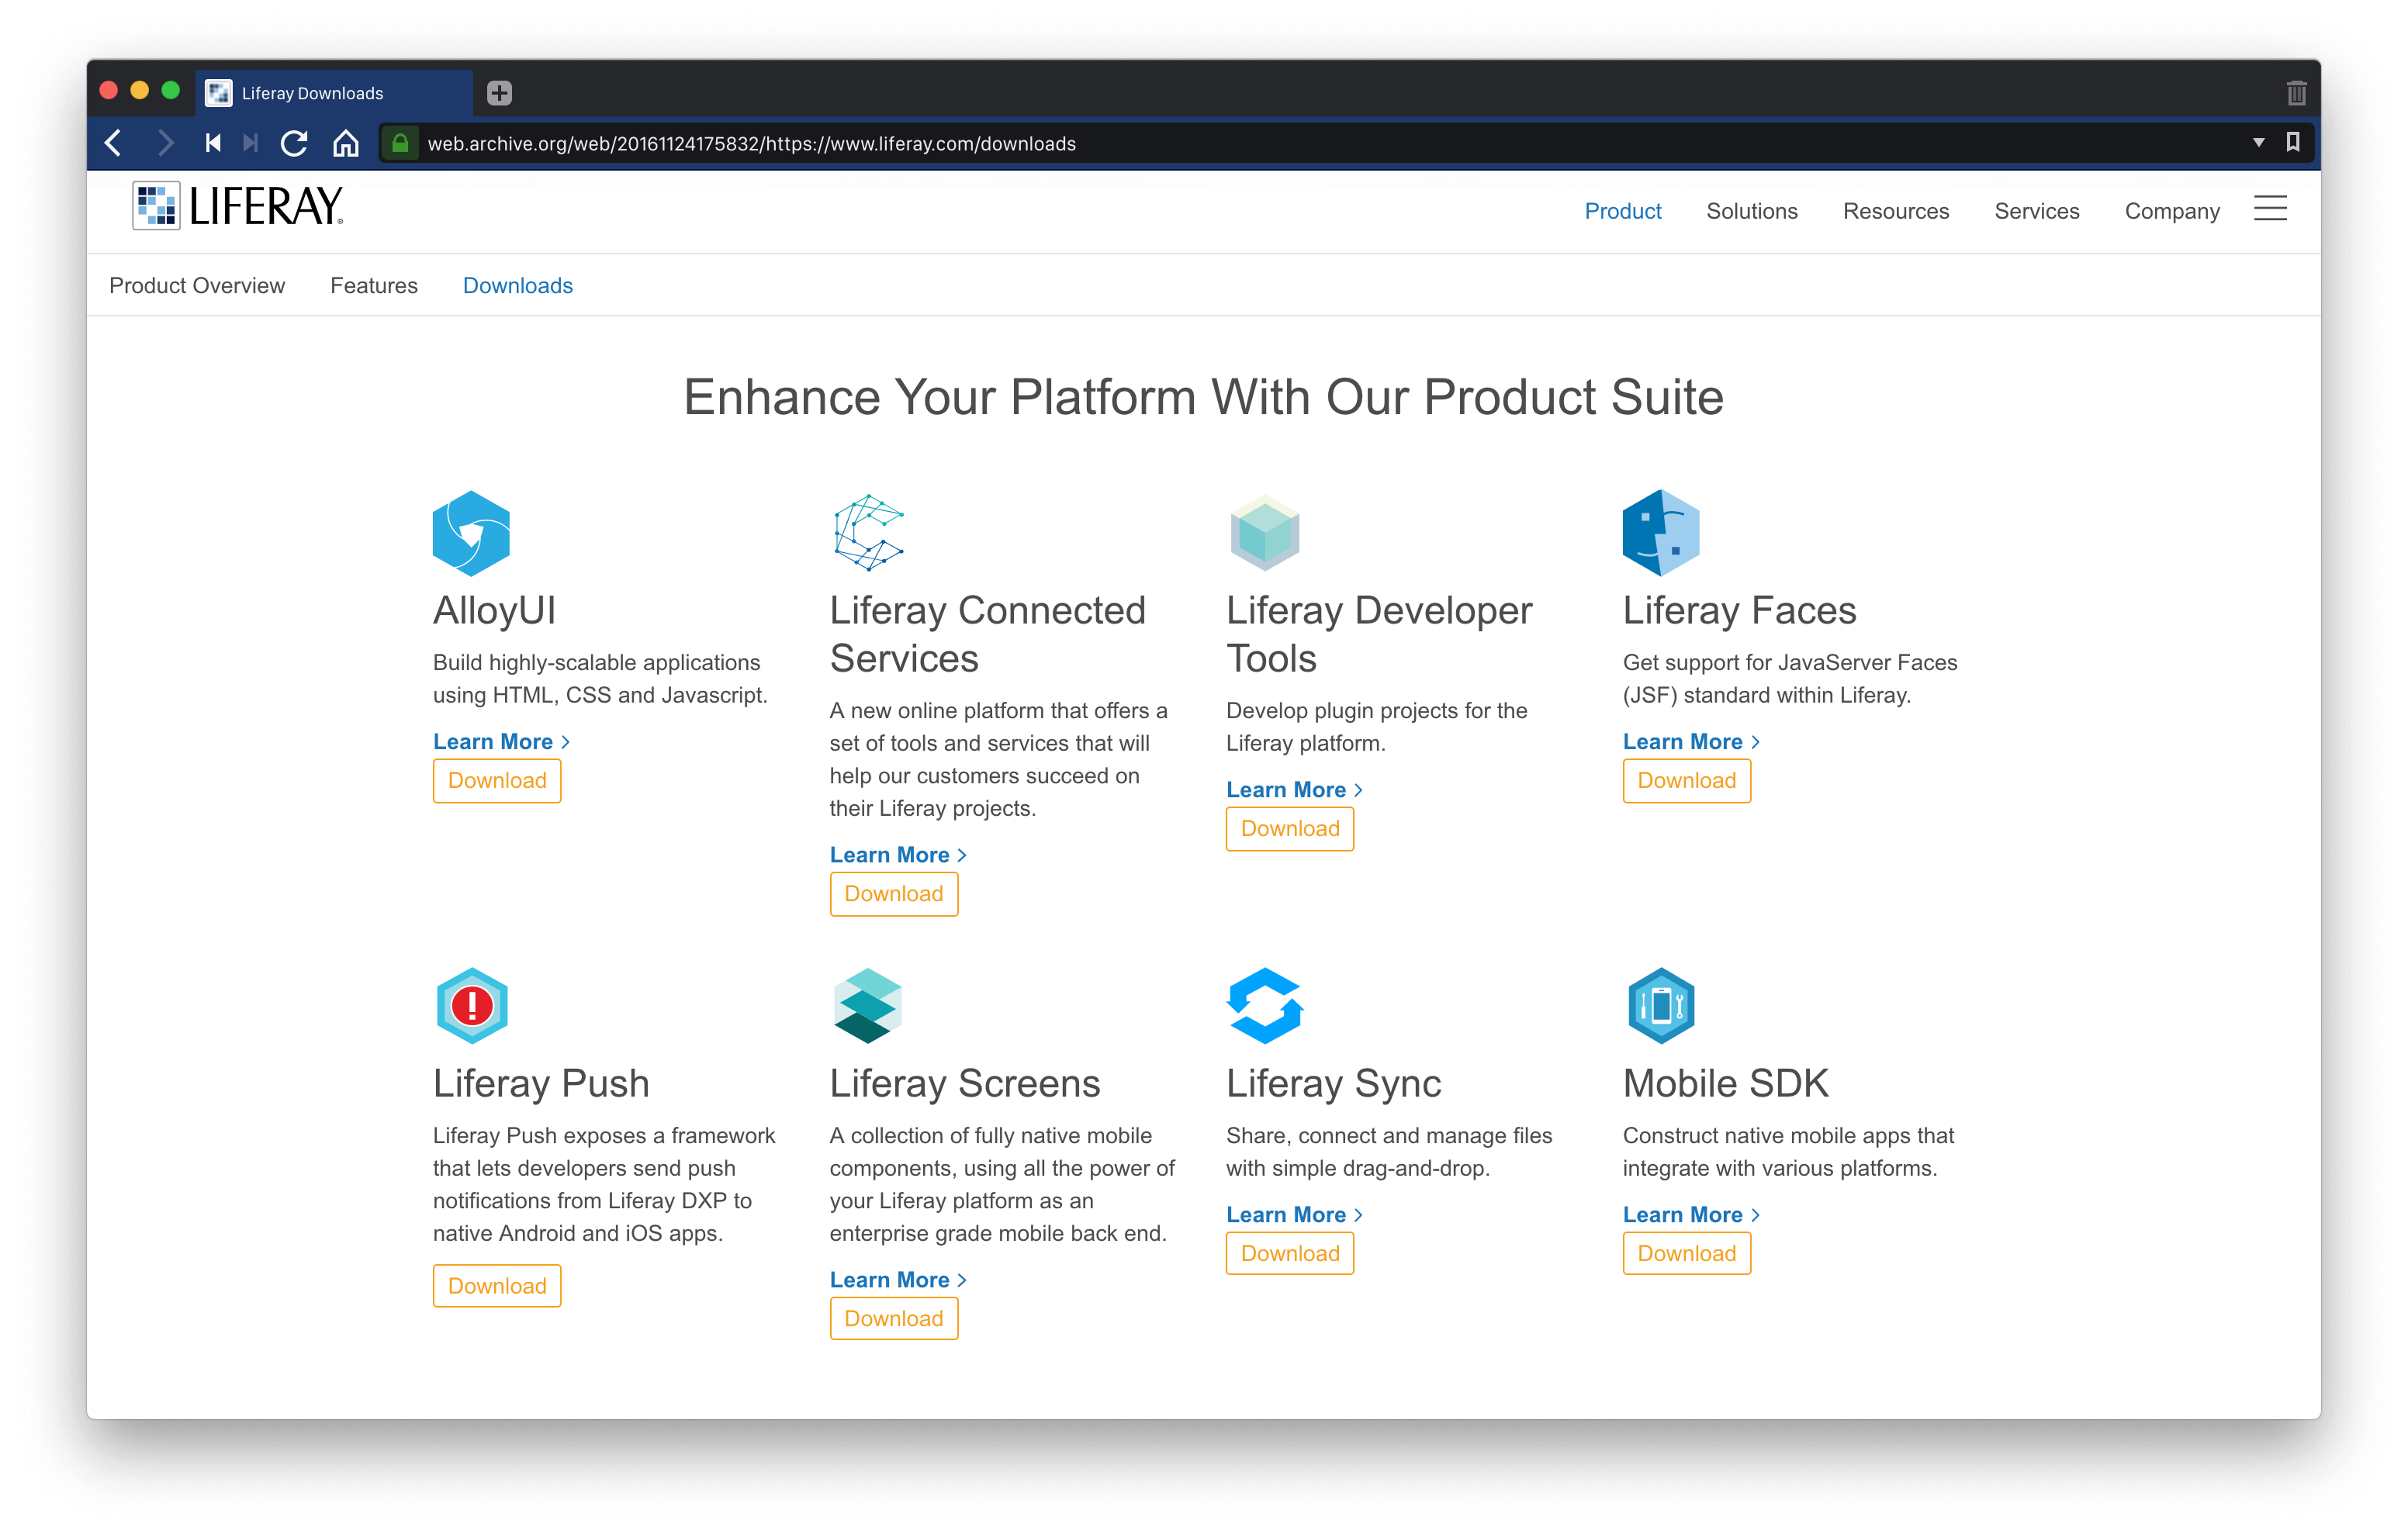 Liferay Downloads
web.archive.org/web/20161124175832/https://www.liferay.com/downloads
LIFERAY®
Product Solutions Resources Services Company
Product Overview Features Downloads
Enhance Your Platform With Our Product Suite
AlloyUI
Build highly-scalable applications
using HTML, CSS and Javascript.
Learn More >
Download
Liferay Connected
Services
A new online platform that offers a
set of tools and services that will
help our customers succeed on
their Liferay projects.
Learn More >
Download
Liferay Developer
Tools
Develop plugin projects for the
Liferay platform.
Learn More >
Download
Liferay Faces
Get support for JavaServer Faces
(JSF) standard within Liferay.
Learn More >
Download
Liferay Push
Liferay Push exposes a framework
that lets developers send push
notifications from Liferay DXP to
native Android and iOS apps.
Download
Liferay Screens
A collection of fully native mobile
components, using all the power of
your Liferay platform as an
enterprise grade mobile back end.
Learn More >
Download
Liferay Sync
Share, connect and manage files
with simple drag-and-drop.
Learn More >
Download
Mobile SDK
Construct native mobile apps that
integrate with various platforms.
Learn More >
Download